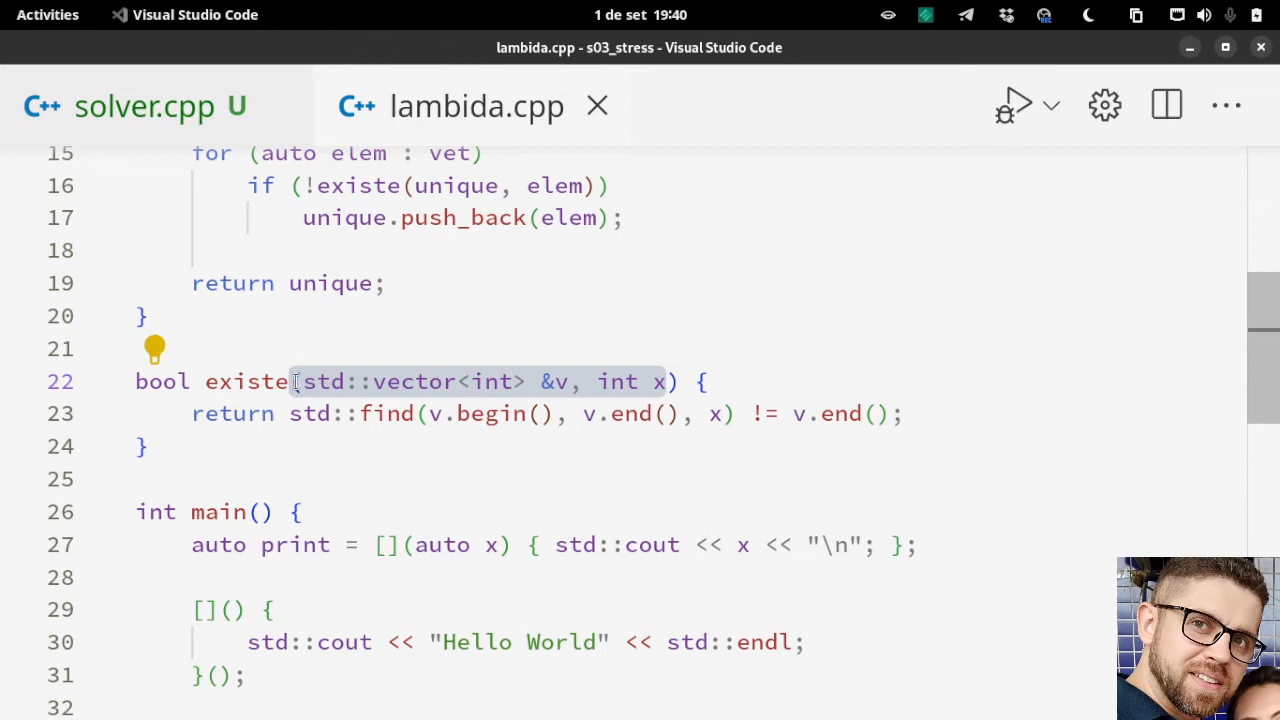 Activities Visual Studio Code 1 de set 19:40 REC
lambida.cpp - s03_stress - Visual Studio Code
C++ solver.cpp U C++ lambida.cpp
15 for (auto elem : vet)
16 if (!existe(unique, elem))
17 unique.push_back(elem);
18
19 return unique;
20 }
21
22 bool existe(std::vector<int> &v, int x) {
23 return std::find(v.begin(), v.end(), x) != v.end();
24 }
25
26 int main() {
27 auto print = [](auto x) { std::cout << x << "\n"; };
28
29 []() {
30 std::cout << "Hello World" << std::endl;
31 }();
32